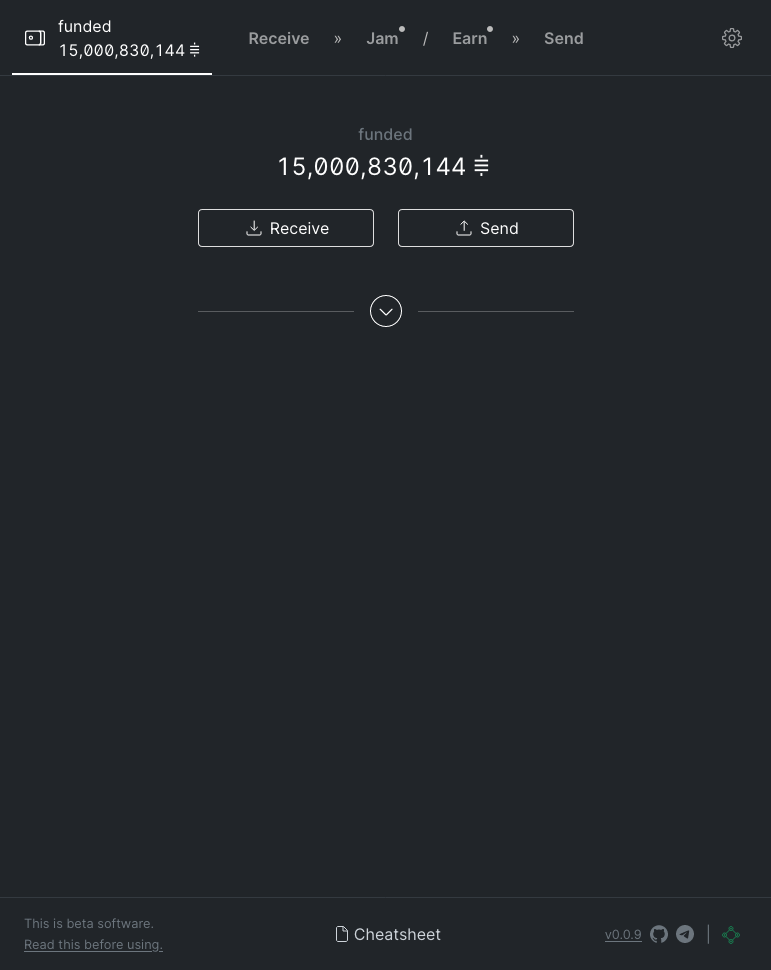 funded
15,000,830,144
Receive » Jam / Earn » Send
funded
15,000,830,144
Receive
Send
This is beta software.
Read this before using.
Cheatsheet
v0.0.9